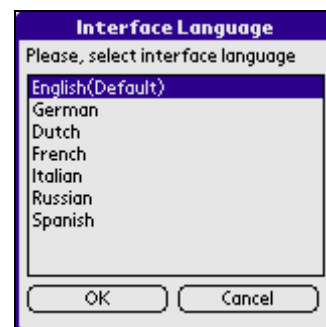 Interface Language
Please, select interface language
English(Default)
German
Dutch
French
Italian
Russian
Spanish
OK Cancel